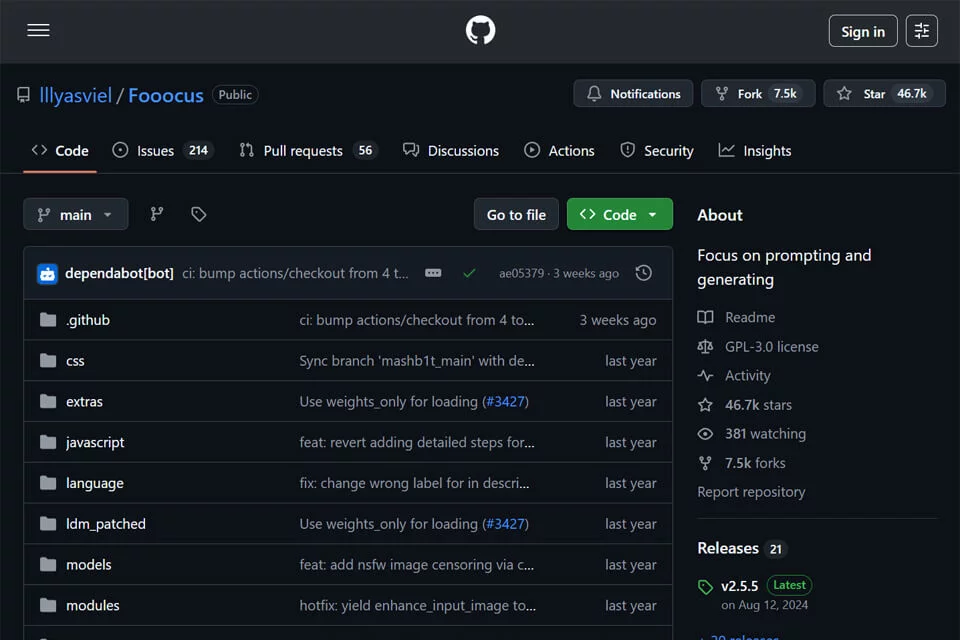 Sign in
lllyasviel / Fooocus Public
Notifications Fork 7.5k Star 46.7k
Code Issues 214 Pull requests 56 Discussions Actions Security Insights
main Go to file Code
dependabot[bot] ci: bump actions/checkout from 4 t... ae05379 · 3 weeks ago
.github ci: bump actions/checkout from 4 to... 3 weeks ago
css Sync branch 'mashb1t_main' with de... last year
extras Use weights_only for loading (#3427) last year
javascript feat: revert adding detailed steps for... last year
language fix: change wrong label for in descri... last year
ldm_patched Use weights_only for loading (#3427) last year
models feat: add nsfw image censoring via c... last year
modules hotfix: yield enhance_input_image to... last year
About
Focus on prompting and
generating
Readme
GPL-3.0 license
Activity
46.7k stars
381 watching
7.5k forks
Report repository
Releases 21
v2.5.5 Latest
on Aug 12, 2024
+ 20 releases